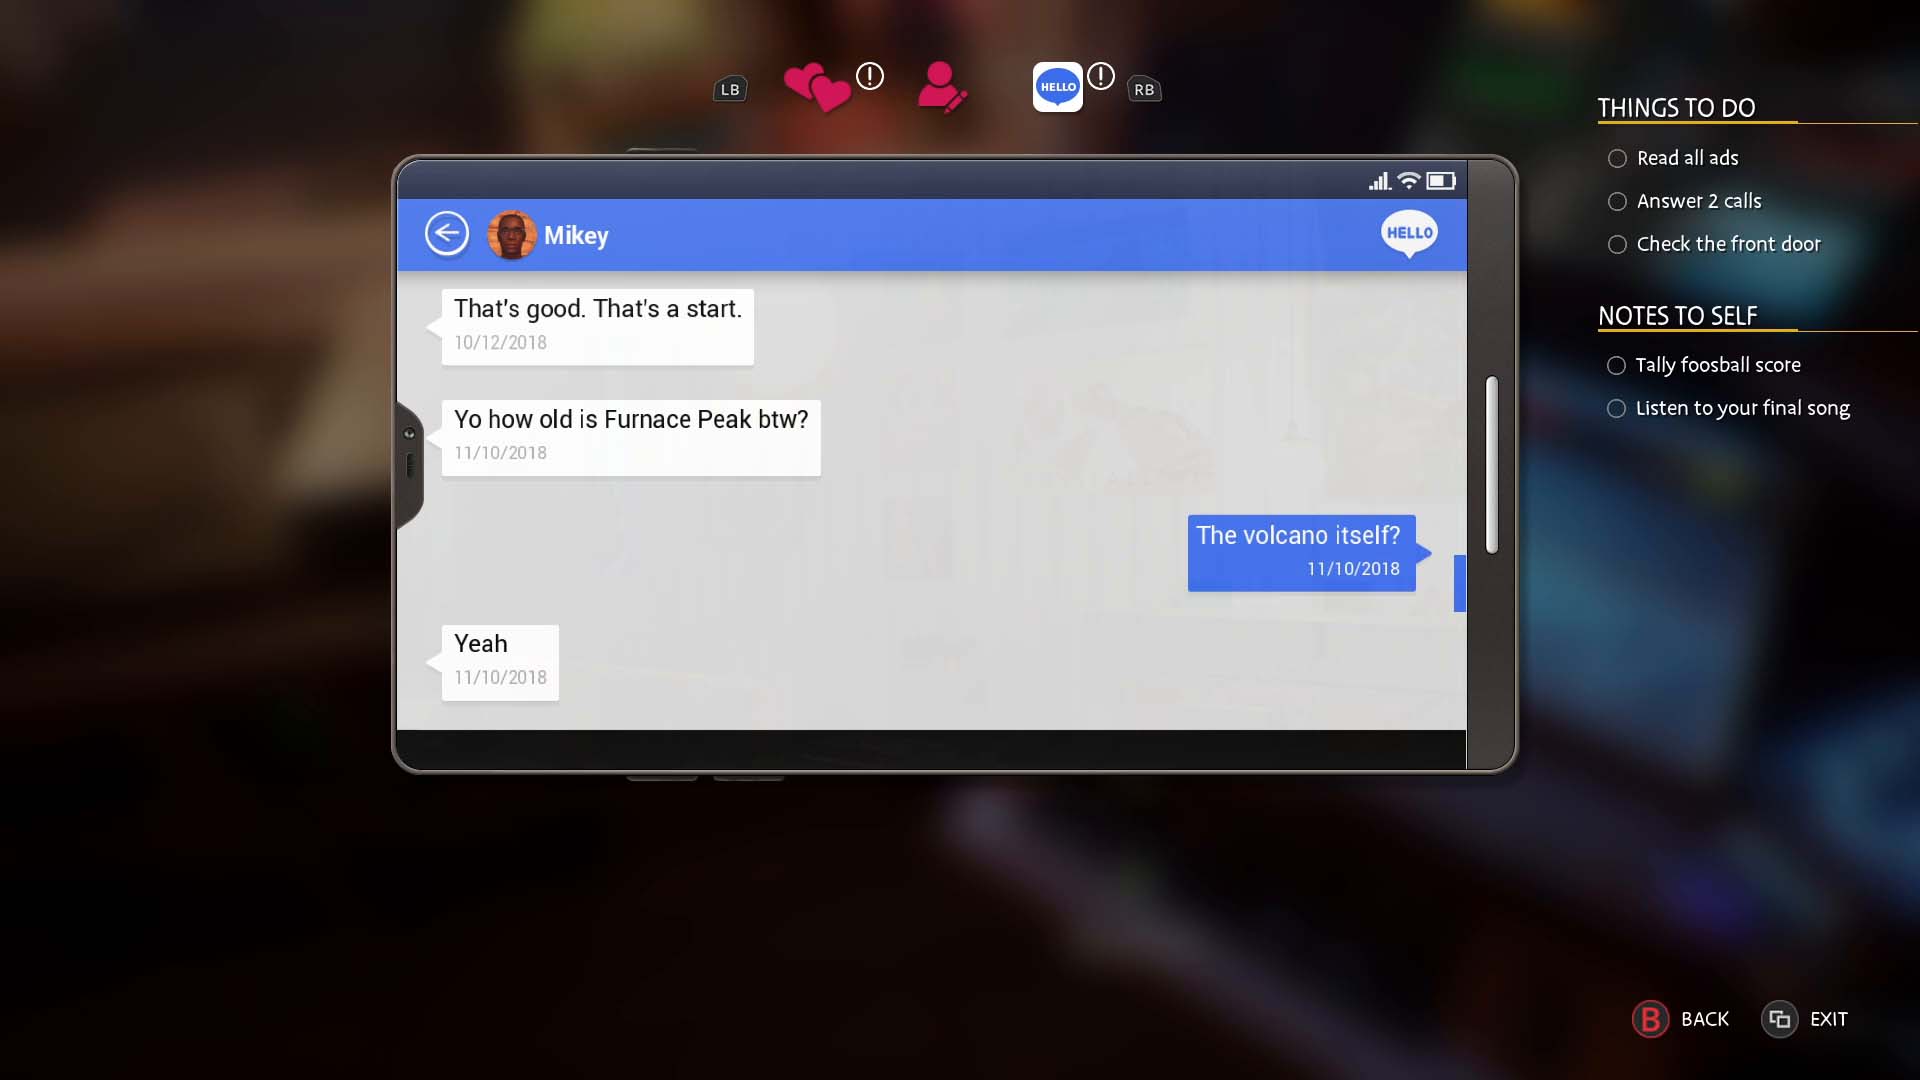 LB
HELLO
RB
Mikey
HELLO
That's good. That's a start.
10/12/2018
Yo how old is Furnace Peak btw?
11/10/2018
The volcano itself?
11/10/2018
Yeah
11/10/2018
THINGS TO DO
Read all ads
Answer 2 calls
Check the front door
NOTES TO SELF
Tally foosball score
Listen to your final song
B BACK
EXIT